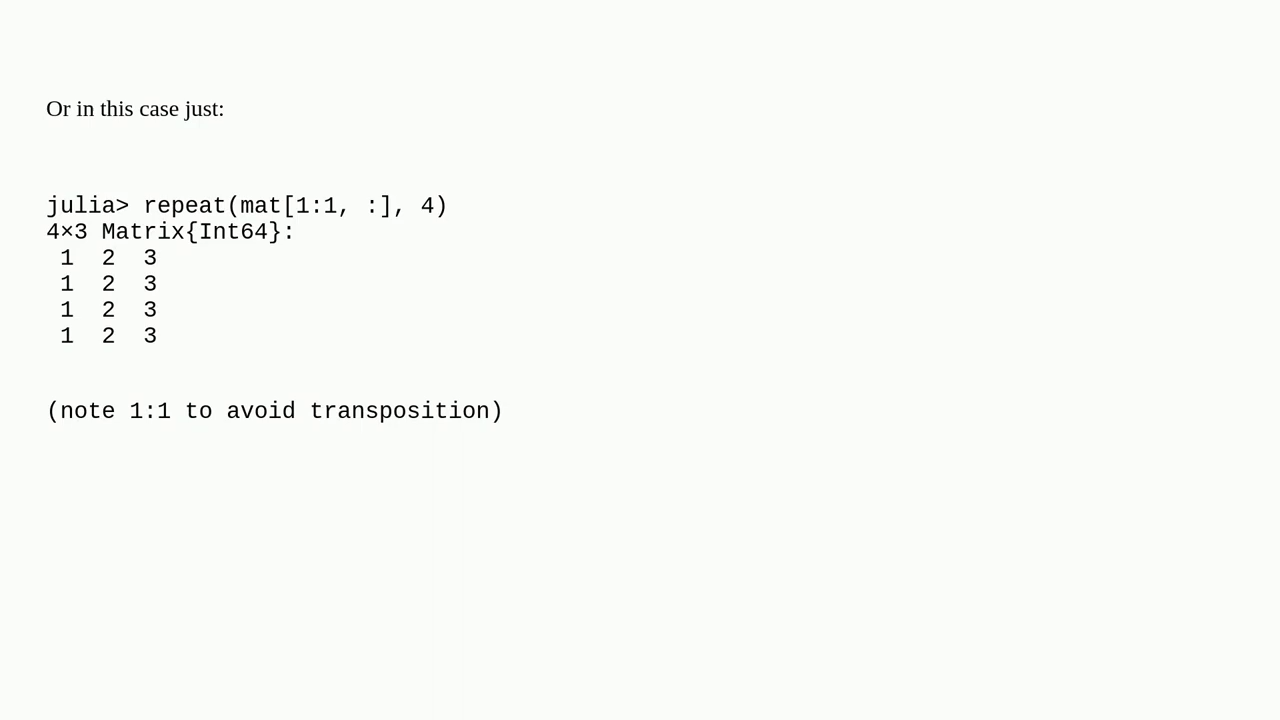 Or in this case just:
julia> repeat(mat[1:1, :], 4)
4×3 Matrix{Int64}:
 1  2  3
 1  2  3
 1  2  3
 1  2  3
(note 1:1 to avoid transposition)